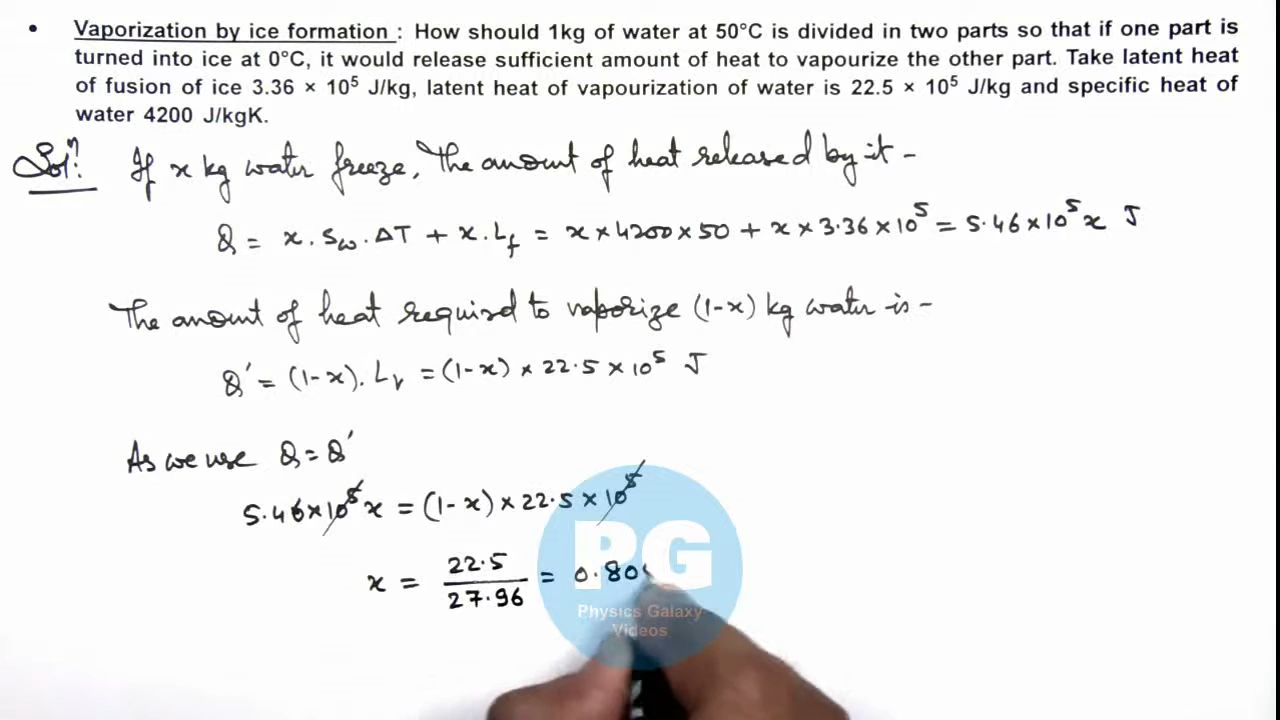 • Vaporization by ice formation : How should 1kg of water at 50°C is divided in two parts so that if one part is
turned into ice at 0°C, it would release sufficient amount of heat to vapourize the other part. Take latent heat
of fusion of ice 3.36 × 10⁵ J/kg, latent heat of vapourization of water is 22.5 × 10⁵ J/kg and specific heat of
water 4200 J/kgK.
Solⁿ: If x kg water freeze, The amount of heat released by it –
Q = x . S_w . ΔT + x . L_f = x × 4200 × 50 + x × 3.36 × 10⁵ = 5.46 × 10⁵ x J
The amount of heat required to vaporize (1-x) kg water is –
Q' = (1-x). L_v = (1-x) × 22.5 × 10⁵ J
As we use Q = Q'
5.46 × 10⁵ x = (1-x) × 22.5 × 10⁵
x = 22.5 / 27.96 = 0.80
PG
Physics Galaxy
Videos